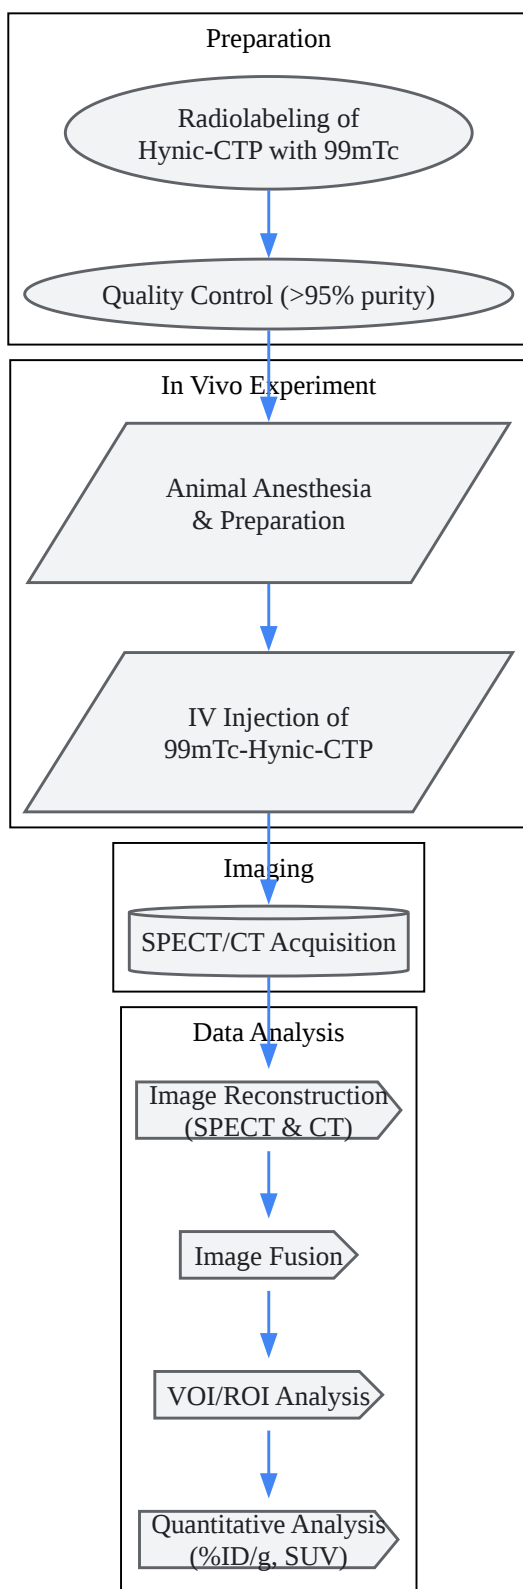 Preparation
Radiolabeling of
Hynic-CTP with 99mTc
Quality Control (>95% purity)
In Vivo Experiment
Animal Anesthesia
& Preparation
IV Injection of
99mTc-Hynic-CTP
Imaging
SPECT/CT Acquisition
Data Analysis
Image Reconstruction
(SPECT & CT)
Image Fusion
VOI/ROI Analysis
Quantitative Analysis
(%ID/g, SUV)